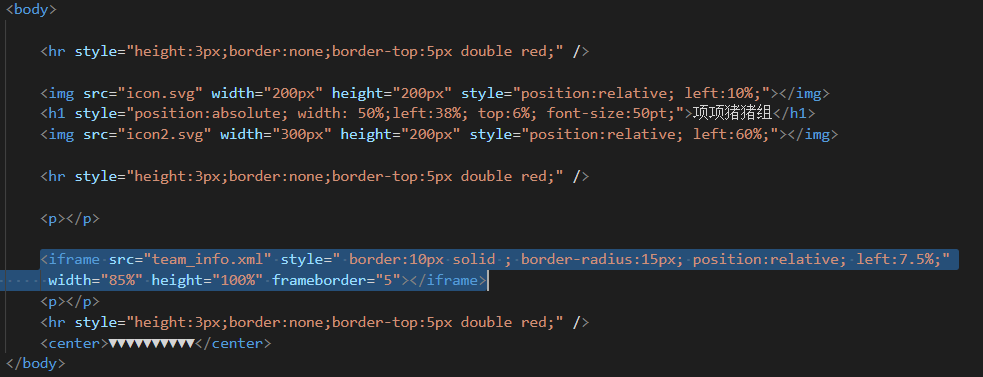 <body>
<hr style="height:3px;border:none;border-top:5px double red;" />
<img src="icon.svg" width="200px" height="200px" style="position:relative; left:10%;"></img>
<h1 style="position:absolute; width: 50%;left:38%; top:6%; font-size:50pt;">项项猪猪组</h1>
<img src="icon2.svg" width="300px" height="200px" style="position:relative; left:60%;"></img>
<hr style="height:3px;border:none;border-top:5px double red;" />
<p></p>
<iframe src="team_info.xml" style=" border:10px solid ; border-radius:15px; position:relative; left:7.5%;"
width="85%" height="100%" frameborder="5"></iframe>
<p></p>
<hr style="height:3px;border:none;border-top:5px double red;" />
<center>▼▼▼▼▼▼▼▼▼▼</center>
</body>